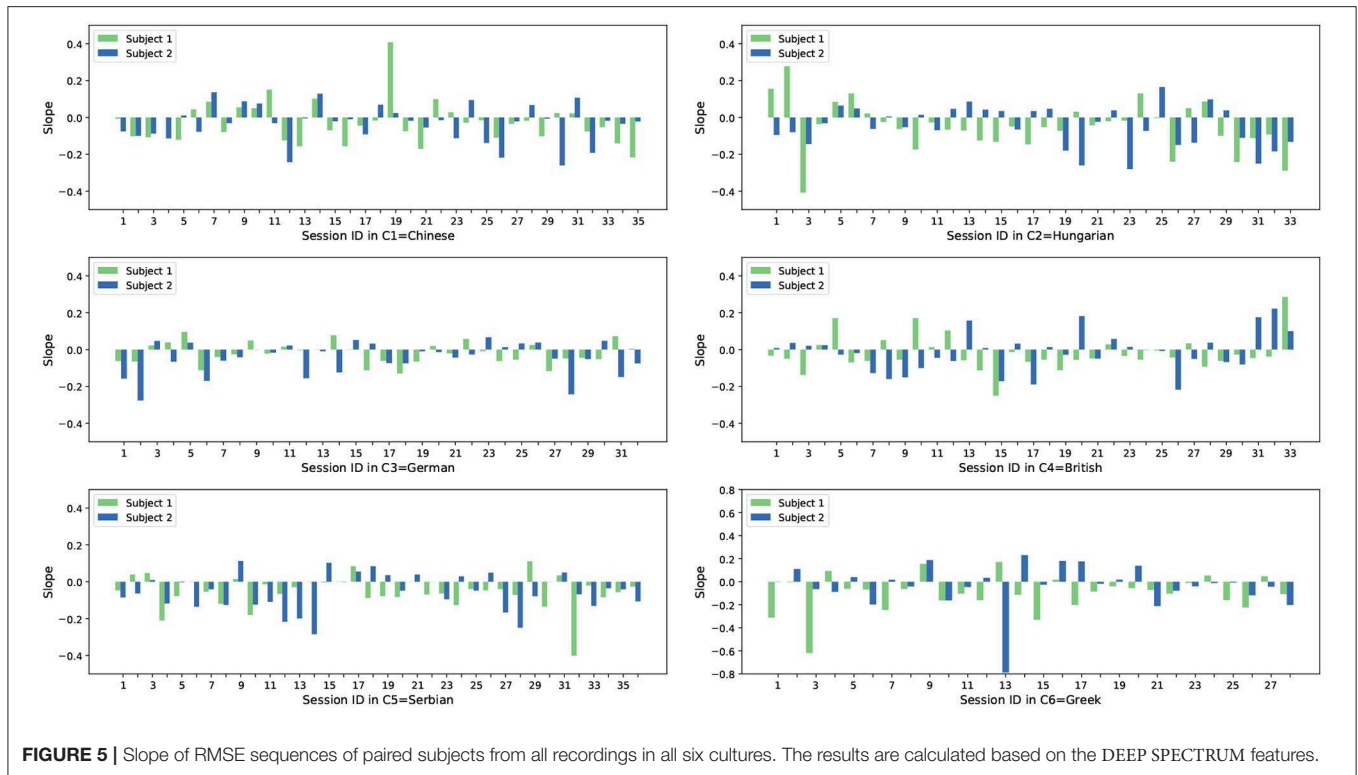 Subject 1
Subject 2
0.4
0.2
0.0
−0.2
−0.4
Slope
1 3 5 7 9 11 13 15 17 19 21 23 25 27 29 31 33 35
Session ID in C1=Chinese
Subject 1
Subject 2
0.4
0.2
0.0
−0.2
−0.4
Slope
1 3 5 7 9 11 13 15 17 19 21 23 25 27 29 31 33
Session ID in C2=Hungarian
Subject 1
Subject 2
0.4
0.2
0.0
−0.2
−0.4
Slope
1 3 5 7 9 11 13 15 17 19 21 23 25 27 29 31
Session ID in C3=German
Subject 1
Subject 2
0.4
0.2
0.0
−0.2
−0.4
Slope
1 3 5 7 9 11 13 15 17 19 21 23 25 27 29 31 33
Session ID in C4=British
Subject 1
Subject 2
0.4
0.2
0.0
−0.2
−0.4
Slope
1 3 5 7 9 11 13 15 17 19 21 23 25 27 29 31 33 35
Session ID in C5=Serbian
Subject 1
Subject 2
0.8
0.6
0.4
0.2
0.0
−0.2
−0.4
−0.6
−0.8
Slope
1 3 5 7 9 11 13 15 17 19 21 23 25 27
Session ID in C6=Greek
FIGURE 5 | Slope of RMSE sequences of paired subjects from all recordings in all six cultures. The results are calculated based on the DEEP SPECTRUM features.